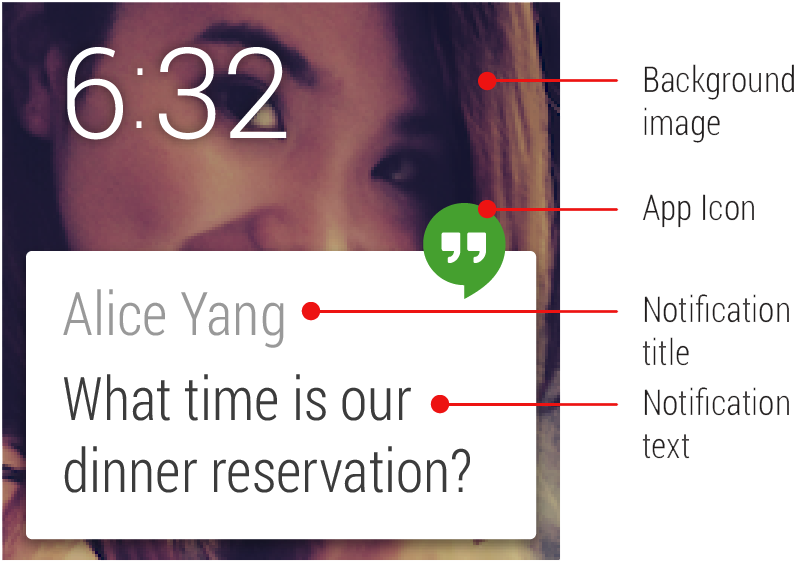 6:32
Background
image
App Icon
Alice Yang
Notification
title
What time is our
dinner reservation?
Notification
text